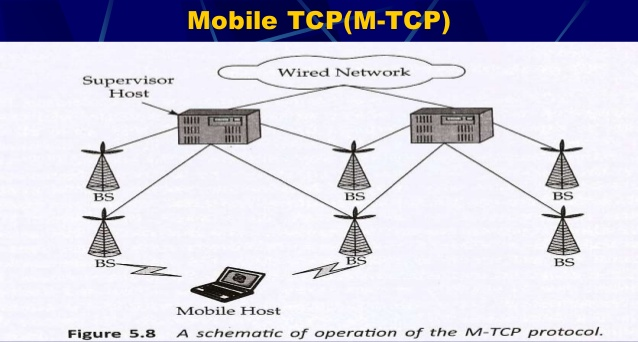 Mobile TCP(M-TCP)
Wired Network
Supervisor
Host
BS
BS
BS
BS
BS
BS
Mobile Host
Figure 5.8 A schematic of operation of the M-TCP protocol.